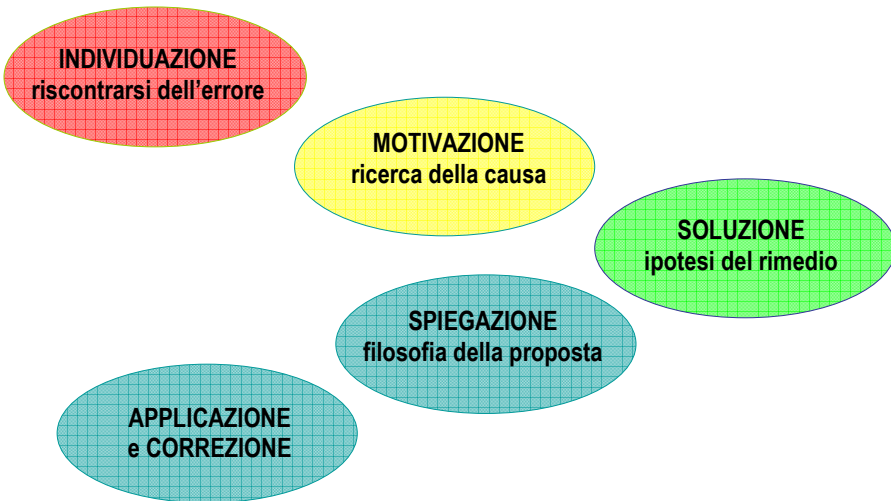 INDIVIDUAZIONE
riscontrarsi dell’errore
MOTIVAZIONE
ricerca della causa
SOLUZIONE
ipotesi del rimedio
SPIEGAZIONE
filosofia della proposta
APPLICAZIONE
e CORREZIONE